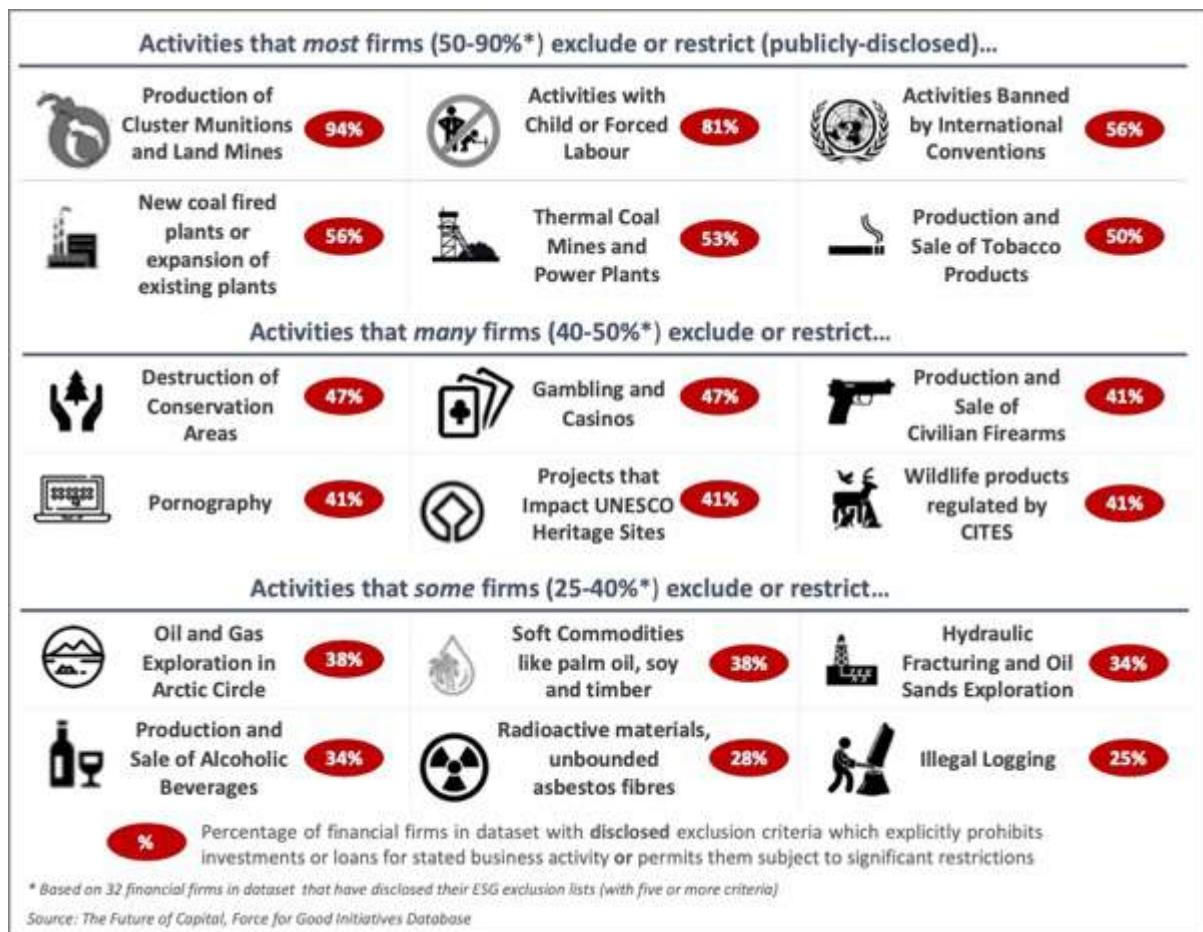 Activities that most firms (50-90%*) exclude or restrict (publicly-disclosed)...
Production of
Cluster Munitions
and Land Mines
94%
Activities with
Child or Forced
Labour
81%
Activities Banned
by International
Conventions
56%
New coal fired
plants or
expansion of
existing plants
56%
Thermal Coal
Mines and
Power Plants
53%
Production and
Sale of Tobacco
Products
50%
Activities that many firms (40-50%*) exclude or restrict...
Destruction of
Conservation
Areas
47%
Gambling and
Casinos
47%
Production and
Sale of
Civilian Firearms
41%
Pornography
41%
Projects that
Impact UNESCO
Heritage Sites
41%
Wildlife products
regulated by
CITES
41%
Activities that some firms (25-40%*) exclude or restrict...
Oil and Gas
Exploration in
Arctic Circle
38%
Soft Commodities
like palm oil, soy
and timber
38%
Hydraulic
Fracturing and Oil
Sands Exploration
34%
Production and
Sale of Alcoholic
Beverages
34%
Radioactive materials,
unbounded
asbestos fibres
28%
Illegal Logging
25%
%
Percentage of financial firms in dataset with disclosed exclusion criteria which explicitly prohibits
investments or loans for stated business activity or permits them subject to significant restrictions
* Based on 32 financial firms in dataset that have disclosed their ESG exclusion lists (with five or more criteria)
Source: The Future of Capital, Force for Good Initiatives Database